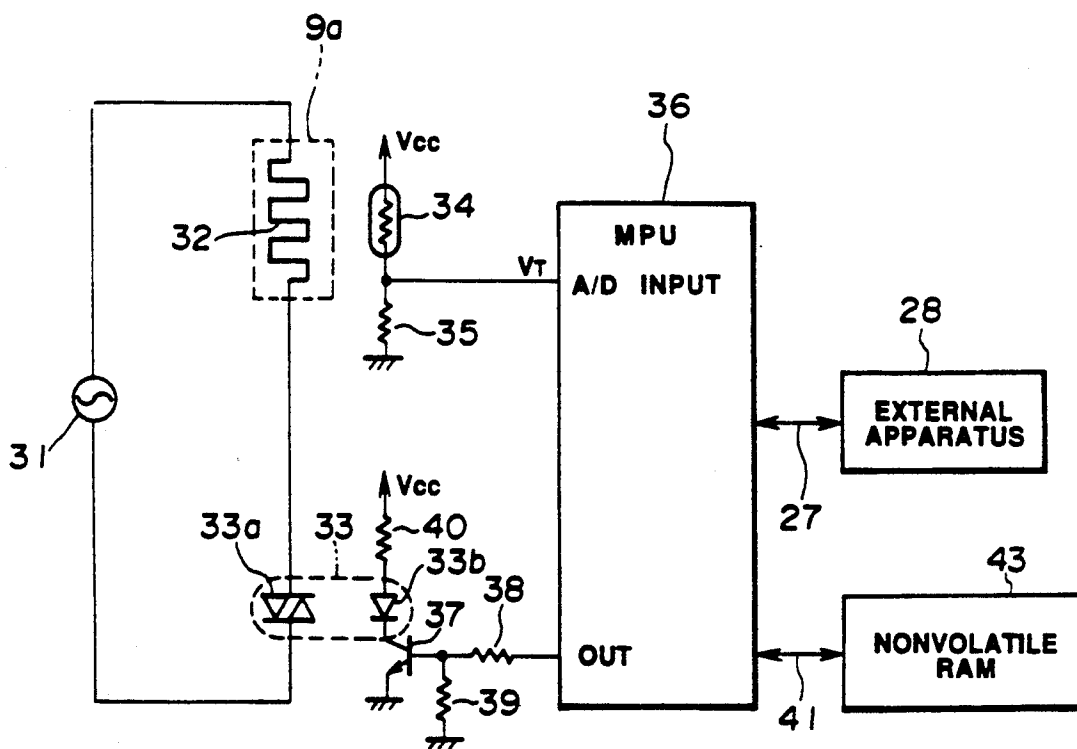 9a
36
Vcc
34
32
MPU
VT
A/D INPUT
35
28
EXTERNAL
APPARATUS
31
27
Vcc
33a
33
40
33b
43
38
37
NONVOLATILE
RAM
OUT
39
41